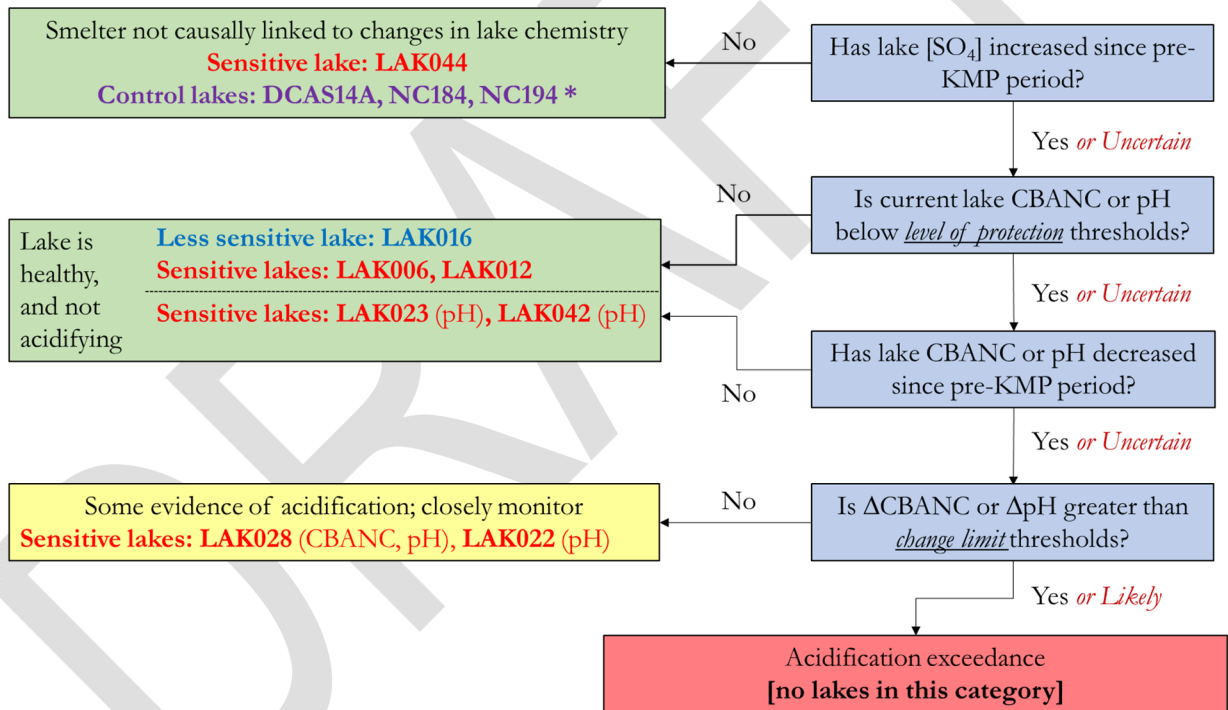 Smelter not causally linked to changes in lake chemistry
Sensitive lake: LAK044
Control lakes: DCAS14A, NC184, NC194 *
No
Has lake [SO₄] increased since pre-
KMP period?
Yes or Uncertain
Lake is
healthy,
and not
acidifying
Less sensitive lake: LAK016
Sensitive lakes: LAK006, LAK012
Sensitive lakes: LAK023 (pH), LAK042 (pH)
No
Is current lake CBANC or pH
below level of protection thresholds?
Yes or Uncertain
No
Has lake CBANC or pH decreased
since pre-KMP period?
Yes or Uncertain
Some evidence of acidification; closely monitor
Sensitive lakes: LAK028 (CBANC, pH), LAK022 (pH)
No
Is ΔCBANC or ΔpH greater than
change limit thresholds?
Yes or Likely
Acidification exceedance
[no lakes in this category]
DRAFT